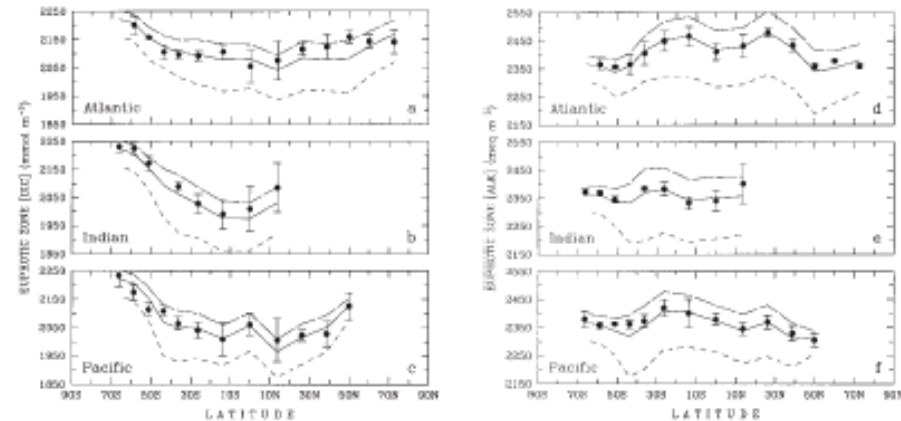 EUPHOTIC ZONE [DIC] (mmol m⁻³)
2250
2150
2050
1950
1850
Atlantic
a
2250
2150
2050
1950
1850
Indian
b
2250
2150
2050
1950
1850
Pacific
c
90S 70S 50S 30S 10S 10N 30N 50N 70N 90N
LATITUDE
EUPHOTIC ZONE [ALK] (meq m⁻³)
2550
2450
2350
2250
2150
Atlantic
d
2350
2250
2150
Indian
e
2450
2350
2250
2150
Pacific
f
90S 70S 50S 30S 10S 10N 30N 50N 70N 90N
LATITUDE